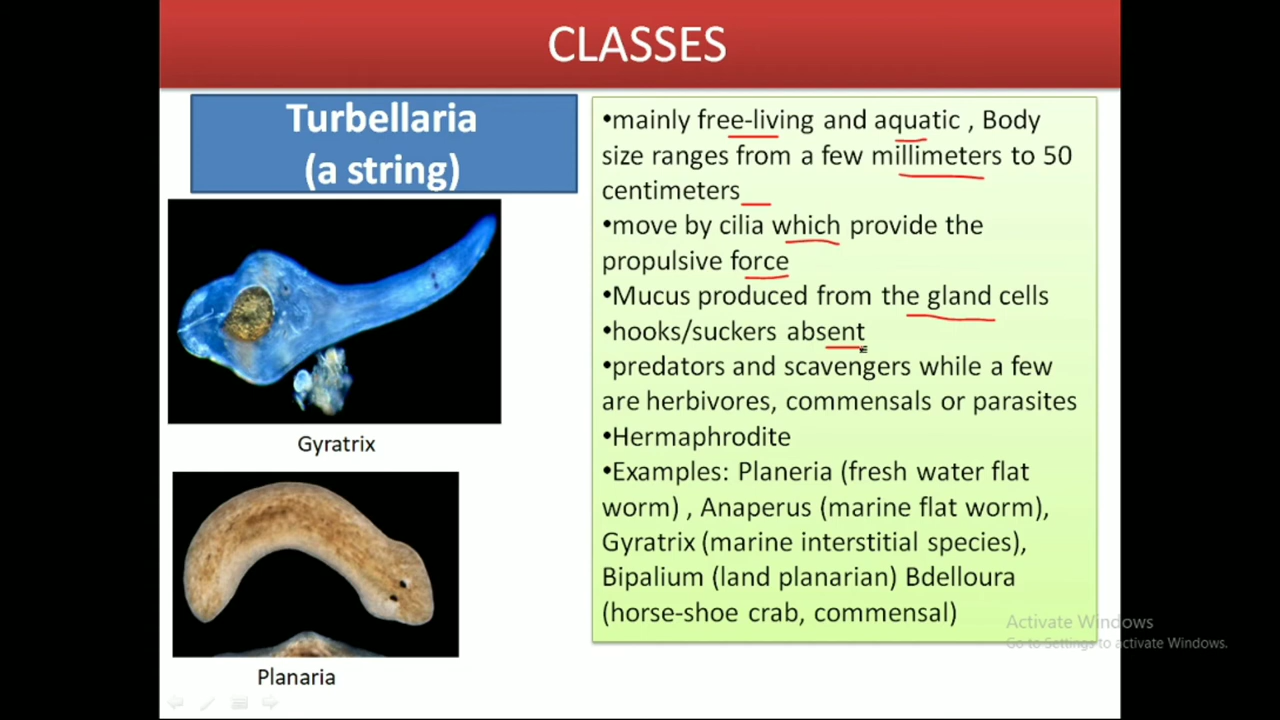 CLASSES
Turbellaria
(a string)
Gyratrix
Planaria
•mainly free-living and aquatic , Body
size ranges from a few millimeters to 50
centimeters
•move by cilia which provide the
propulsive force
•Mucus produced from the gland cells
•hooks/suckers absent
•predators and scavengers while a few
are herbivores, commensals or parasites
•Hermaphrodite
•Examples: Planeria (fresh water flat
worm) , Anaperus (marine flat worm),
Gyratrix (marine interstitial species),
Bipalium (land planarian) Bdelloura
(horse-shoe crab, commensal)
Activate Windows
Go to Settings to activate Windows.